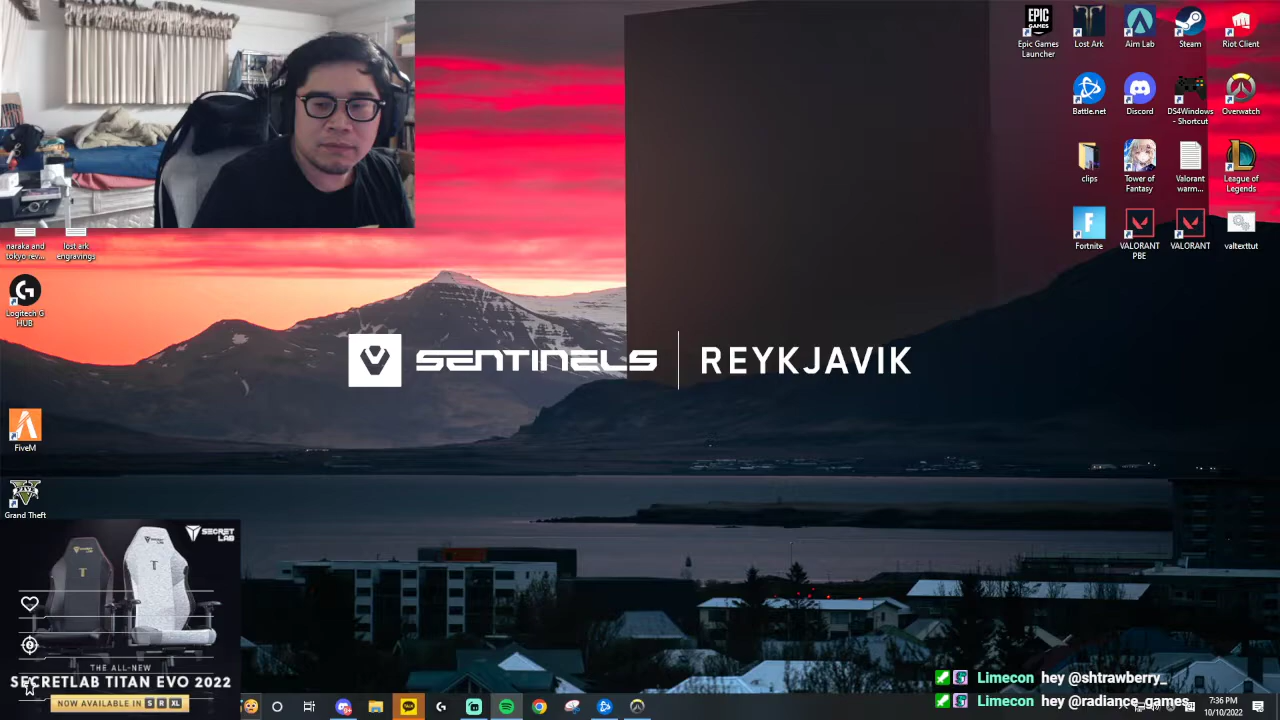 Epic Games
Launcher
Lost Ark
Aim Lab
Steam
Riot Client
Battle.net
Discord
DS4Windows
- Shortcut
Overwatch
clips
Tower of
Fantasy
Valorant
warm...
League of
Legends
Fortnite
VALORANT
PBE
VALORANT
valtexttut
naraka and
tokyo rev...
lost ark
engravings
Logitech G
HUB
SENTINELS | REYKJAVIK
FiveM
Grand Theft
SECRET
LAB
THE ALL-NEW
SECRETLAB TITAN EVO 2022
NOW AVAILABLE IN S R XL
Limecon hey @shtrawberry_
Limecon hey @radiance_games
7:36 PM
10/10/2022